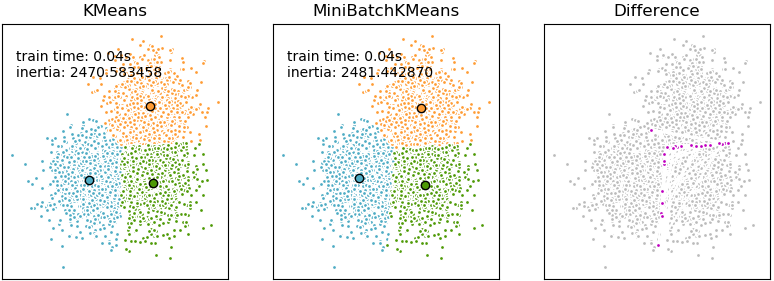 KMeans
train time: 0.04s
inertia: 2470.583458
MiniBatchKMeans
train time: 0.04s
inertia: 2481.442870
Difference